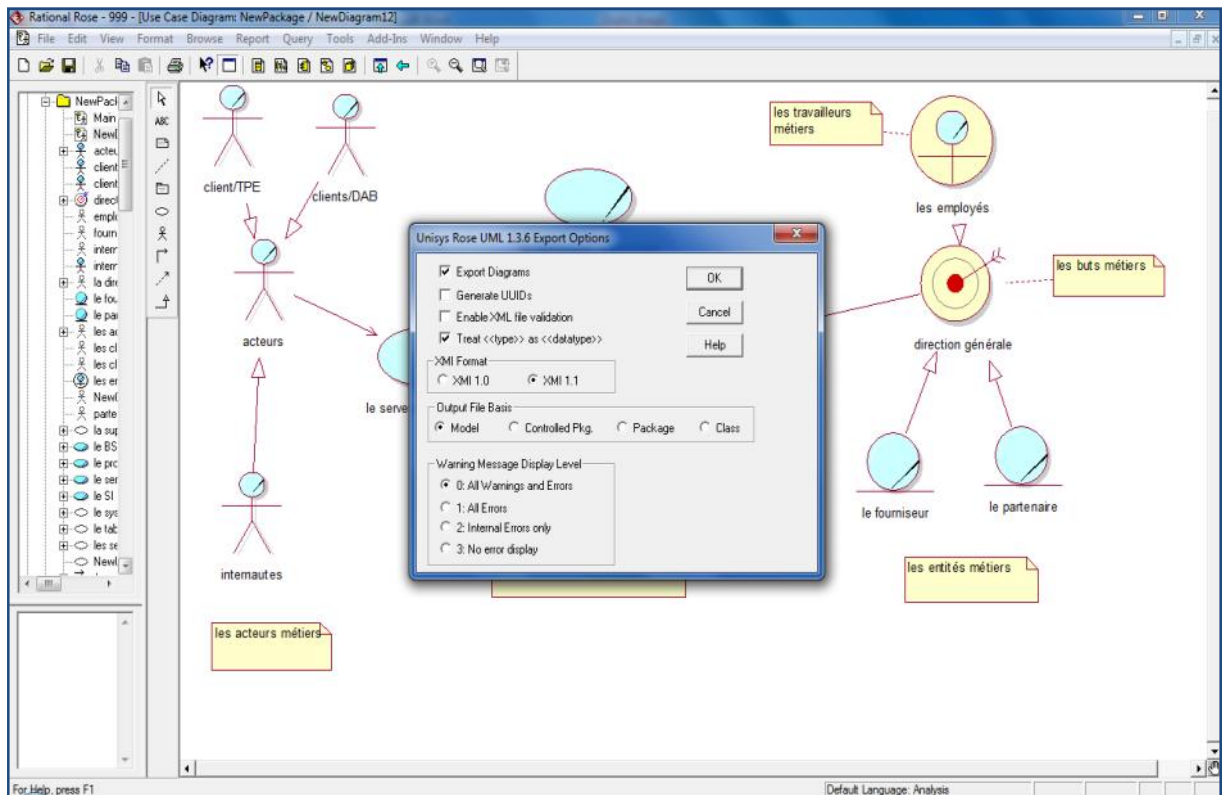 Rational Rose - 999 - [Use Case Diagram: NewPackage / NewDiagram12]
File Edit View Format Browse Report Query Tools Add-Ins Window Help
NewPacl
Main
NewD
acteu
client
client
direct
emplo
fourn
intern
intern
la dire
le fou
le par
les ac
les cl
les cl
les en
parte
la sup
le BS
le pro
le ser
le SI
le sys
le tab
les se
ABC
client/TPE
clients/DAB
acteurs
internautes
les acteurs métiers
le serve
les travailleurs
métiers
les employés
les buts métiers
direction générale
le fourniseur
le partenaire
les entités métiers
Unisys Rose UML 1.3.6 Export Options
Export Diagrams
Generate UUIDs
Enable XML file validation
Treat <<type>> as <<datatype>>
OK
Cancel
Help
XMI Format
XMI 1.0 XMI 1.1
Output File Basis
Model Controlled Pkg. Package Class
Warning Message Display Level
0: All Warnings and Errors
1: All Errors
2: Internal Errors only
3: No error display
For Help, press F1
Default Language: Analysis